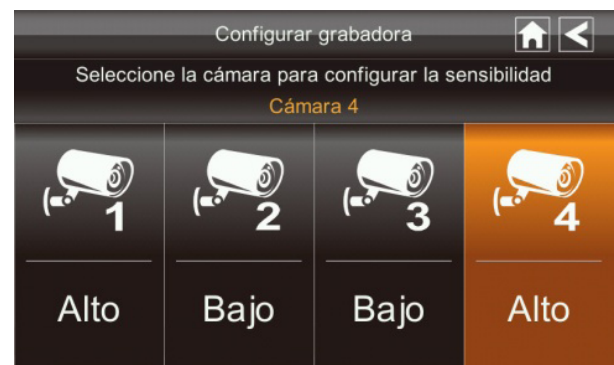 Configurar grabadora
Seleccione la cámara para configurar la sensibilidad
Cámara 4
1 2 3 4
Alto Bajo Bajo Alto